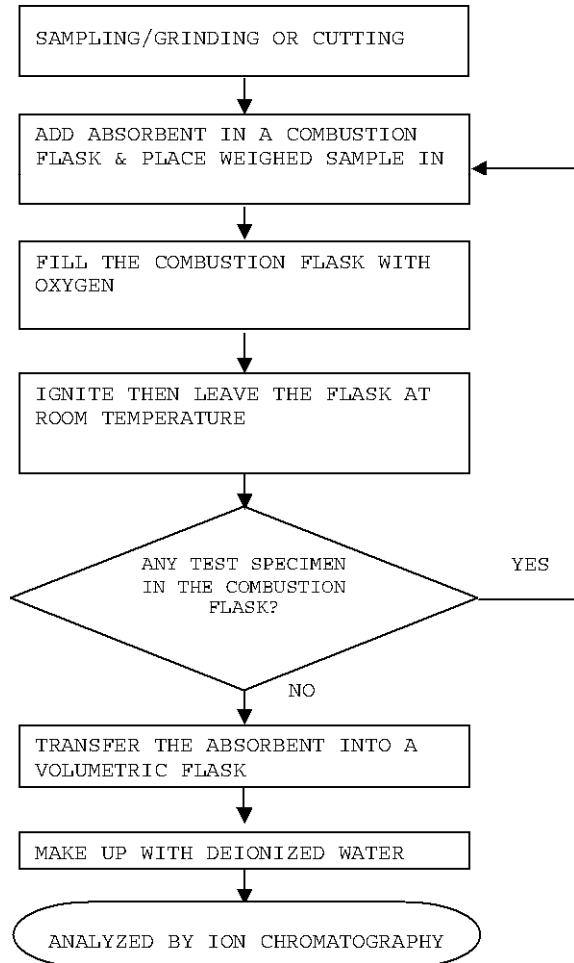 SAMPLING/GRINDING OR CUTTING
ADD ABSORBENT IN A COMBUSTION
FLASK & PLACE WEIGHED SAMPLE IN
FILL THE COMBUSTION FLASK WITH
OXYGEN
IGNITE THEN LEAVE THE FLASK AT
ROOM TEMPERATURE
ANY TEST SPECIMEN
IN THE COMBUSTION
FLASK?
YES
NO
TRANSFER THE ABSORBENT INTO A
VOLUMETRIC FLASK
MAKE UP WITH DEIONIZED WATER
ANALYZED BY ION CHROMATOGRAPHY